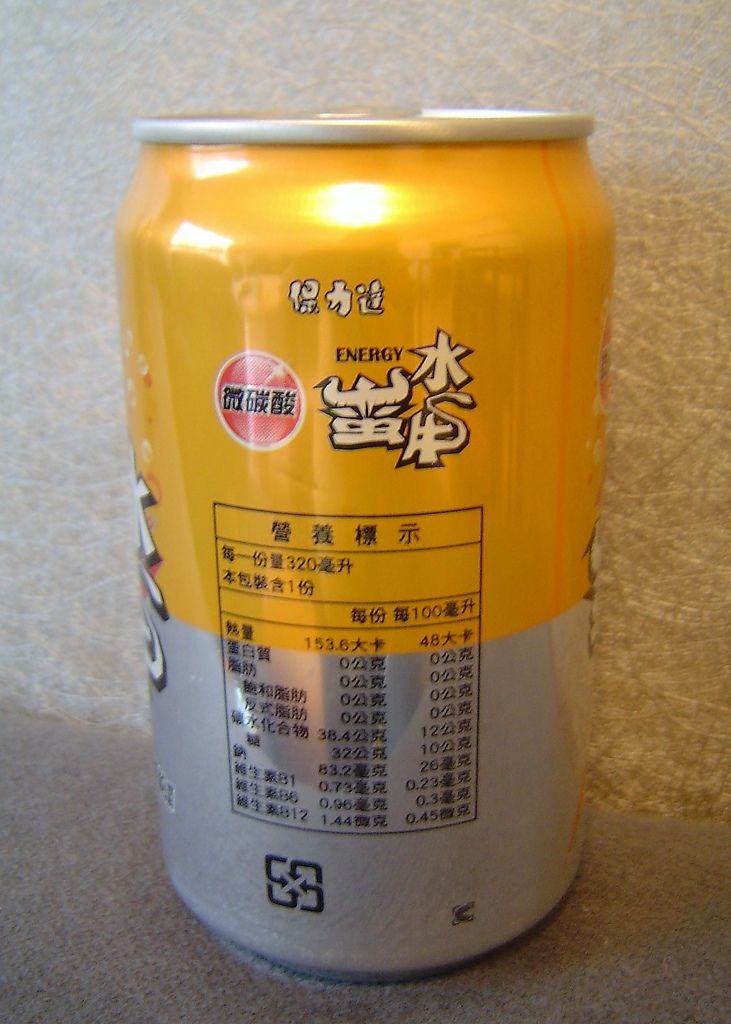 保力達
ENERGY
水
蠻牛
微碳酸
營養標示
每一份量320毫升
本包裝含1份
每份 每100毫升
熱量 153.6大卡 48大卡
蛋白質 0公克 0公克
脂肪 0公克 0公克
飽和脂肪 0公克 0公克
反式脂肪 0公克 0公克
碳水化合物 38.4公克 12公克
糖 32公克 10公克
鈉 83.2毫克 26毫克
維生素B1 0.73毫克 0.23毫克
維生素B6 0.96毫克 0.3毫克
維生素B12 1.44微克 0.45微克